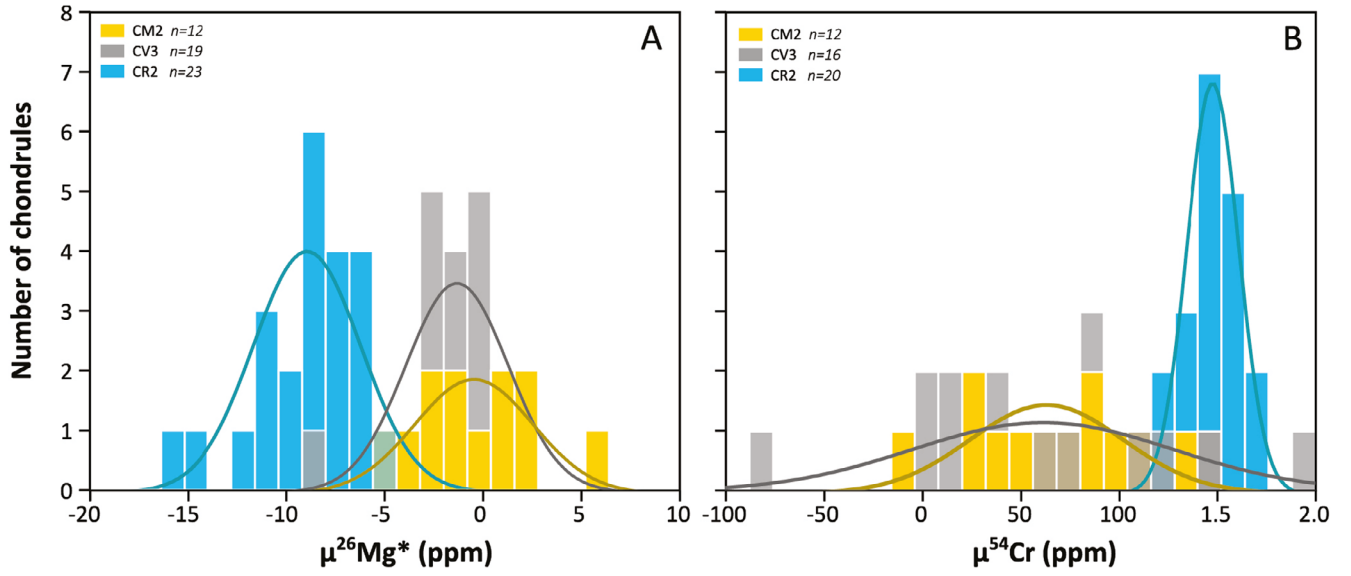 A
CM2 n=12
CV3 n=19
CR2 n=23
8
7
6
5
4
3
2
1
0
Number of chondrules
-20 -15 -10 -5 0 5 10
µ²⁶Mg* (ppm)
B
CM2 n=12
CV3 n=16
CR2 n=20
-100 -50 0 50 100 1.5 2.0
µ⁵⁴Cr (ppm)